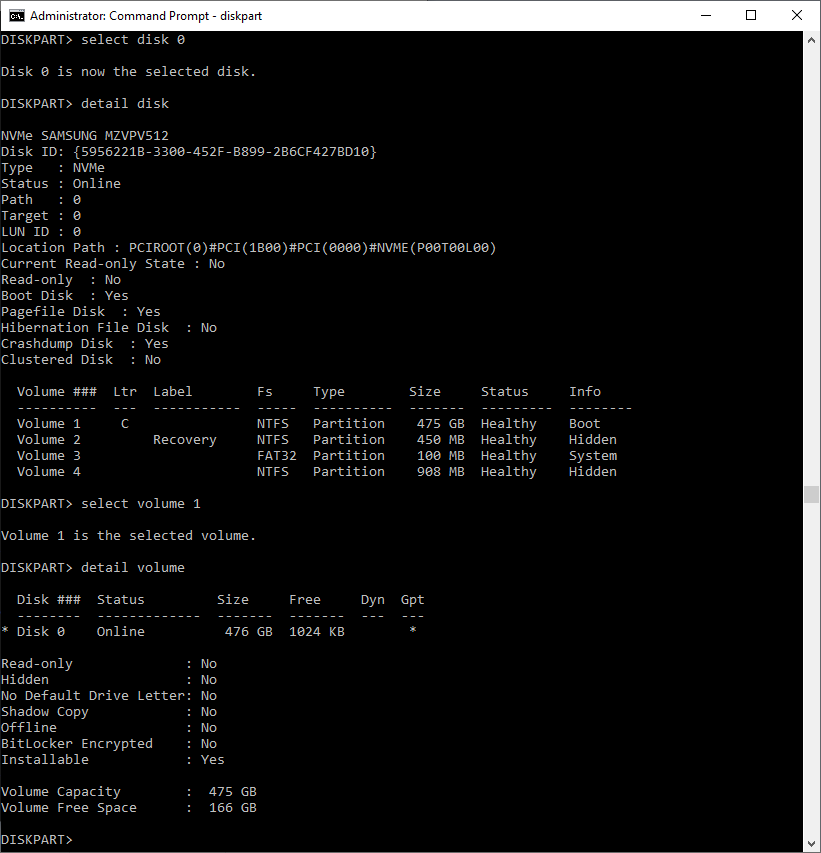 Administrator: Command Prompt - diskpart
DISKPART> select disk 0
Disk 0 is now the selected disk.
DISKPART> detail disk
NVMe SAMSUNG MZVPV512
Disk ID: {5956221B-3300-452F-B899-2B6CF427BD10}
Type   : NVMe
Status : Online
Path   : 0
Target : 0
LUN ID : 0
Location Path : PCIROOT(0)#PCI(1B00)#PCI(0000)#NVME(P00T00L00)
Current Read-only State : No
Read-only  : No
Boot Disk  : Yes
Pagefile Disk  : Yes
Hibernation File Disk  : No
Crashdump Disk  : Yes
Clustered Disk  : No
  Volume ###  Ltr  Label        Fs     Type        Size     Status     Info
  ----------  ---  -----------  -----  ----------  -------  ---------  --------
  Volume 1     C                NTFS   Partition    475 GB  Healthy    Boot
  Volume 2         Recovery     NTFS   Partition    450 MB  Healthy    Hidden
  Volume 3                      FAT32  Partition    100 MB  Healthy    System
  Volume 4                      NTFS   Partition    908 MB  Healthy    Hidden
DISKPART> select volume 1
Volume 1 is the selected volume.
DISKPART> detail volume
  Disk ###  Status         Size     Free     Dyn  Gpt
  --------  -------------  -------  -------  ---  ---
* Disk 0    Online          476 GB  1024 KB        *
Read-only              : No
Hidden                 : No
No Default Drive Letter: No
Shadow Copy            : No
Offline                : No
BitLocker Encrypted    : No
Installable            : Yes
Volume Capacity        :  475 GB
Volume Free Space      :  166 GB
DISKPART>